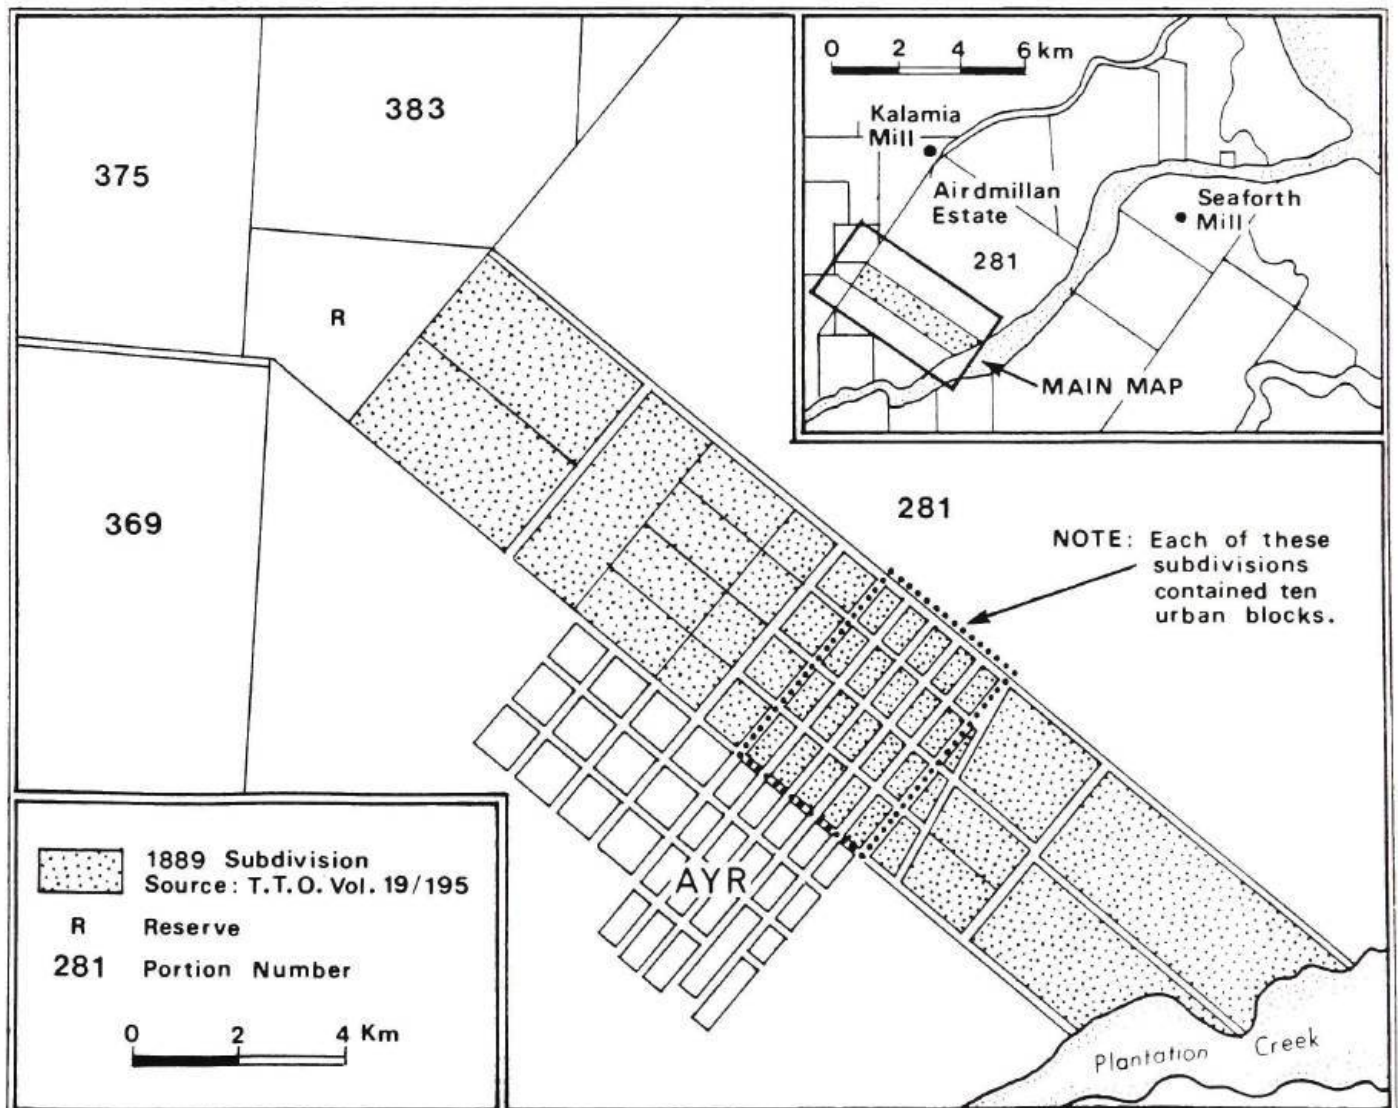 383
375
R
369
0 2 4 6 km
Kalamia
Mill
Airdmillan
Estate
281
Seaforth
Mill
MAIN MAP
281
NOTE: Each of these
subdivisions
contained ten
urban blocks.
AYR
1889 Subdivision
Source: T.T.O. Vol. 19/195
R Reserve
281 Portion Number
0 2 4 Km
Plantation Creek